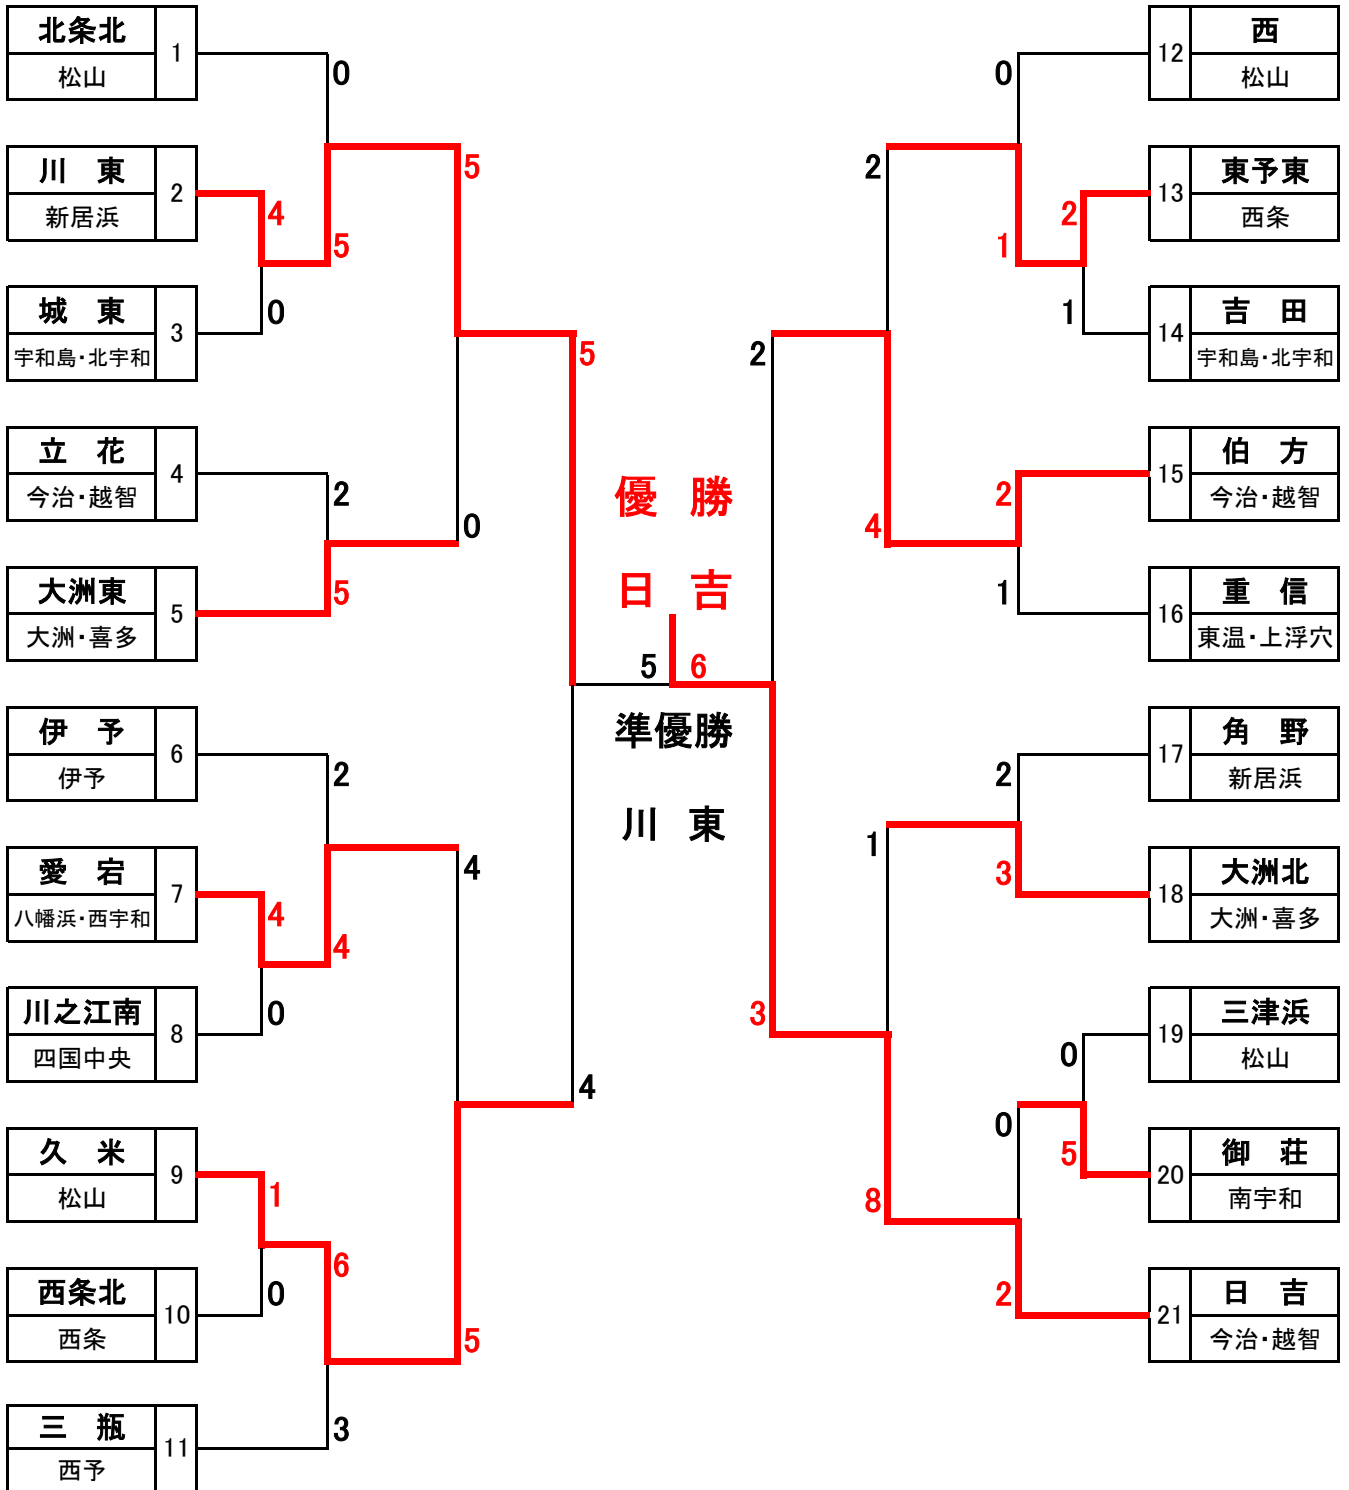 北条北
松山
1
0
川　東
新居浜
2
4
5
5
城　東
宇和島・北宇和
3
0
5
立　花
今治・越智
4
2
0
大洲東
大洲・喜多
5
5
伊　予
伊予
6
2
愛　宕
八幡浜・西宇和
7
4
4
4
川之江南
四国中央
8
0
4
久　米
松山
9
1
6
西条北
西条
10
0
5
三　瓶
西予
11
3
優　勝
日　吉
5
6
準優勝
川　東
12
西
松山
0
2
13
東予東
西条
2
1
14
吉　田
宇和島・北宇和
1
2
15
伯　方
今治・越智
2
4
16
重　信
東温・上浮穴
1
17
角　野
新居浜
2
1
18
大洲北
大洲・喜多
3
3
19
三津浜
松山
0
0
20
御　荘
南宇和
5
8
21
日　吉
今治・越智
2